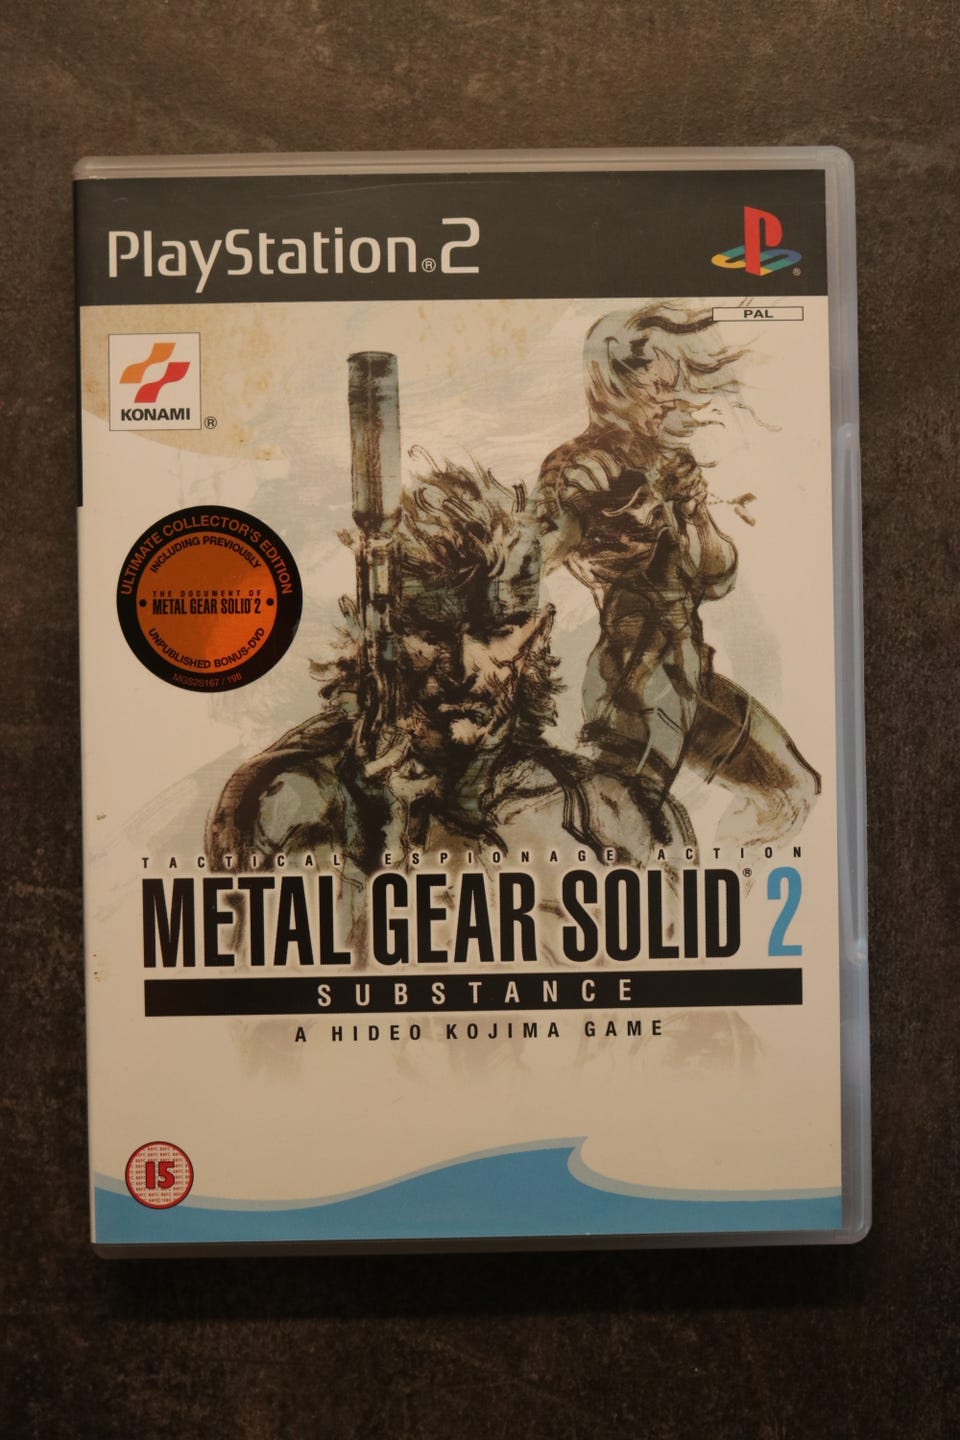 PlayStation®2
PAL
KONAMI®
ULTIMATE COLLECTOR'S EDITION
INCLUDING PREVIOUSLY
THE DOCUMENT OF
METAL GEAR SOLID 2
UNPUBLISHED BONUS-DVD
MGS2S167 / 198
TACTICAL ESPIONAGE ACTION
METAL GEAR SOLID® 2
SUBSTANCE
A HIDEO KOJIMA GAME
15